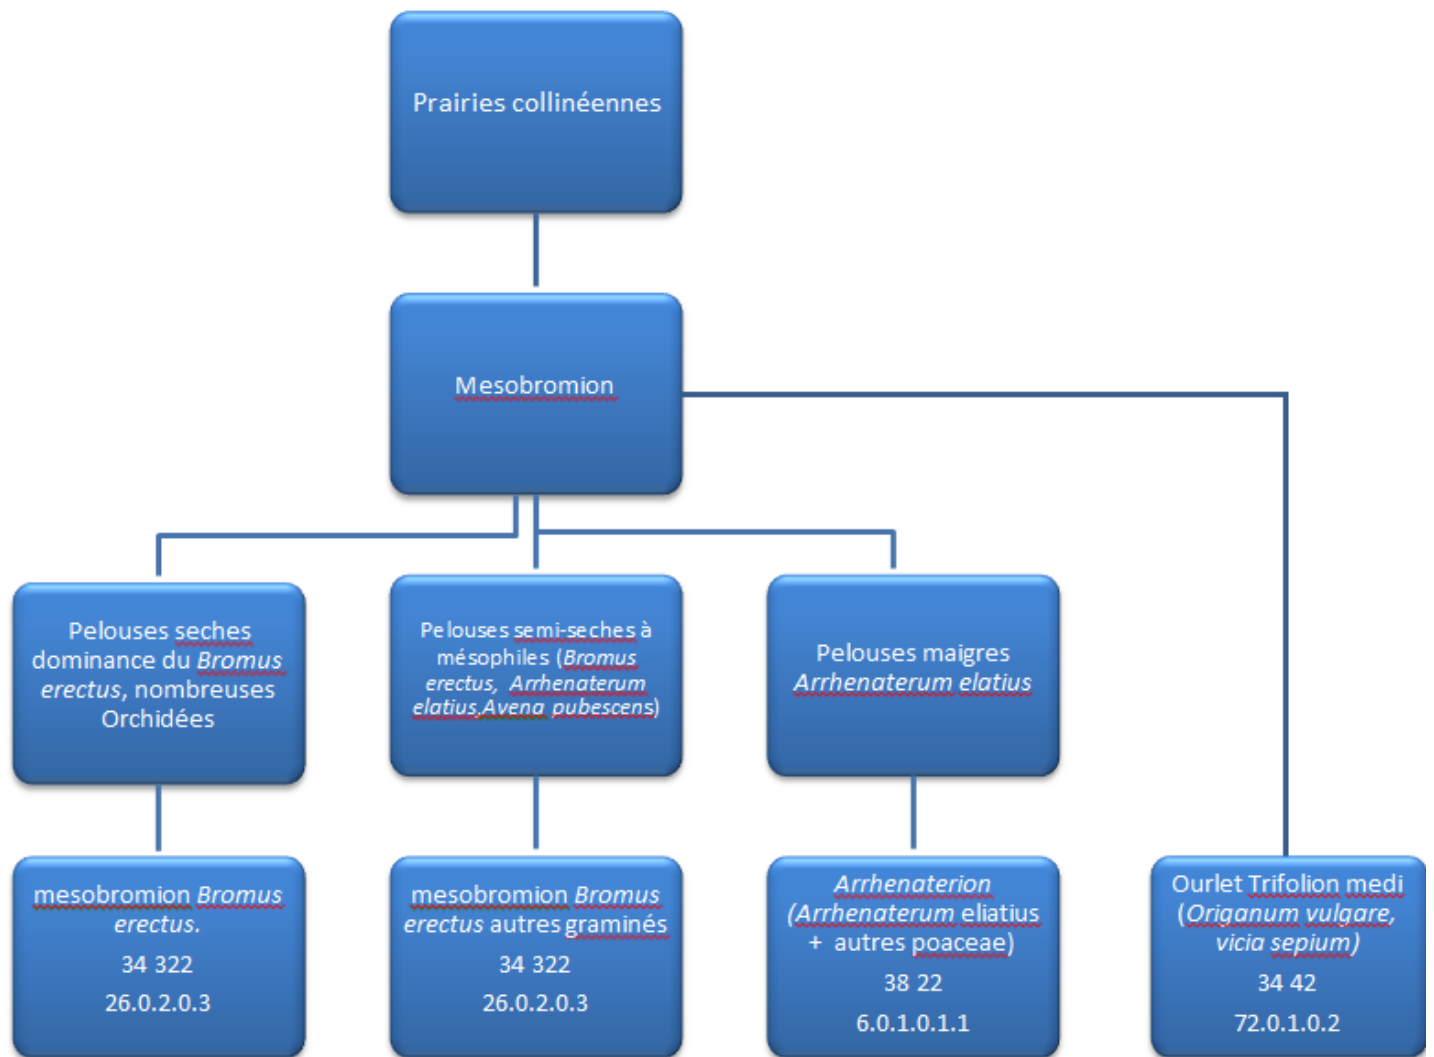 Prairies collinéennes
Mesobromion
Pelouses seches
dominance du Bromus
erectus, nombreuses
Orchidées
Pelouses semi-seches à
mésophiles (Bromus
erectus, Arrhenaterum
elatius,Avena pubescens)
Pelouses maigres
Arrhenaterum elatius
mesobromion Bromus
erectus.
34 322
26.0.2.0.3
mesobromion Bromus
erectus autres graminés
34 322
26.0.2.0.3
Arrhenaterion
(Arrhenaterum eliatius
+ autres poaceae)
38 22
6.0.1.0.1.1
Ourlet Trifolion medi
(Origanum vulgare,
vicia sepium)
34 42
72.0.1.0.2